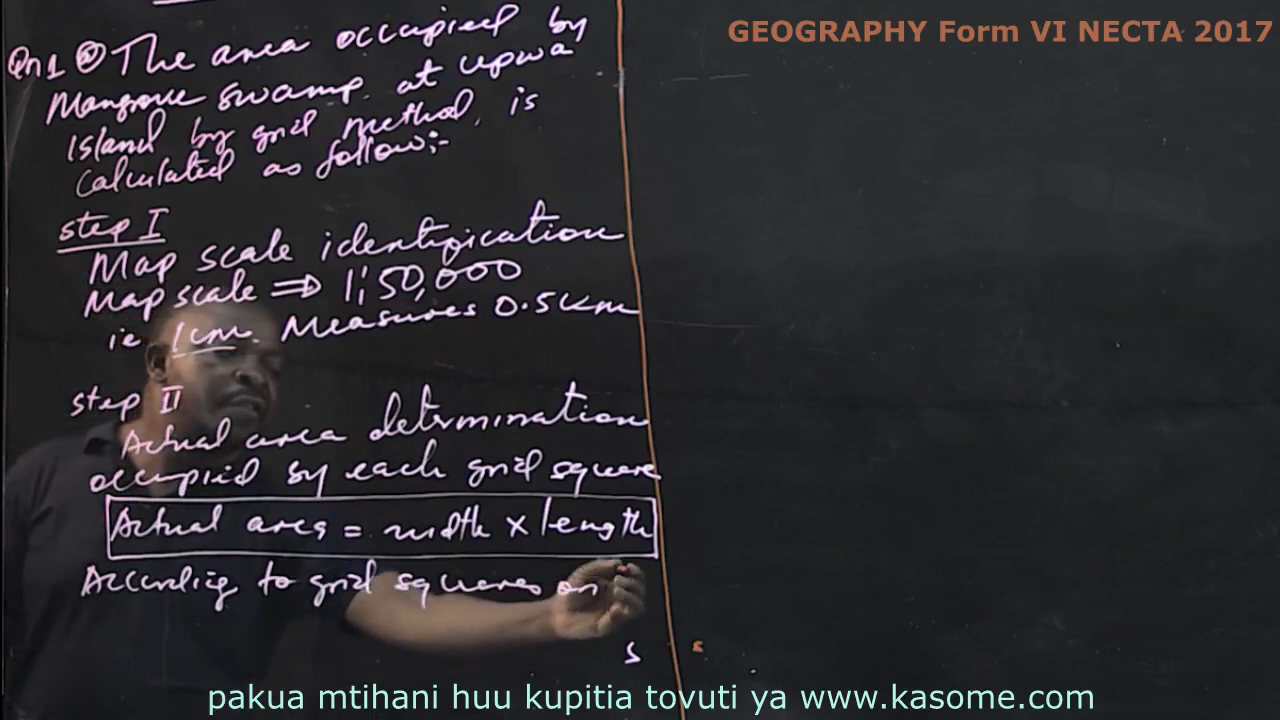 GEOGRAPHY Form VI NECTA 2017
Qn 1 (a) The area occupied by
Mangrove swamp at upwa
Island by grid method, is
calculated as follow:-
step I
Map scale identification
Map scale ⇒ 1:50,000
ie 1cm. Measures 0.5km
step II
Actual area determination
occupied by each grid square
Actual area = width × length
According to grid squares on
s s
pakua mtihani huu kupitia tovuti ya www.kasome.com